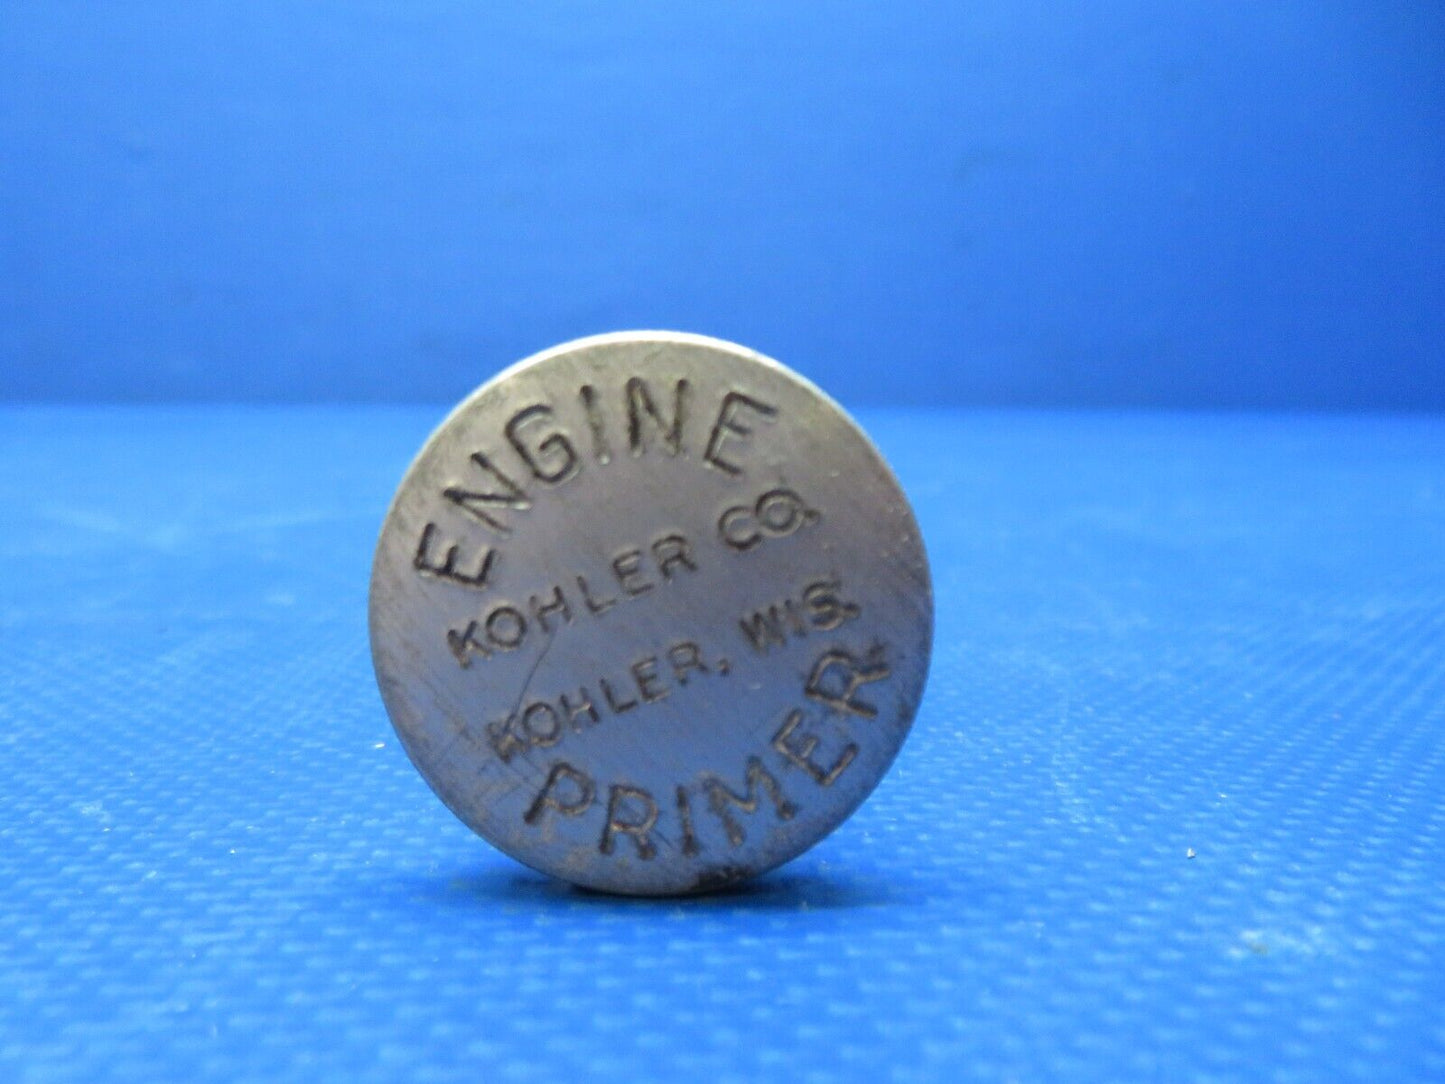 ENGINE
KOHLER CO.
KOHLER, WIS.
PRIMER